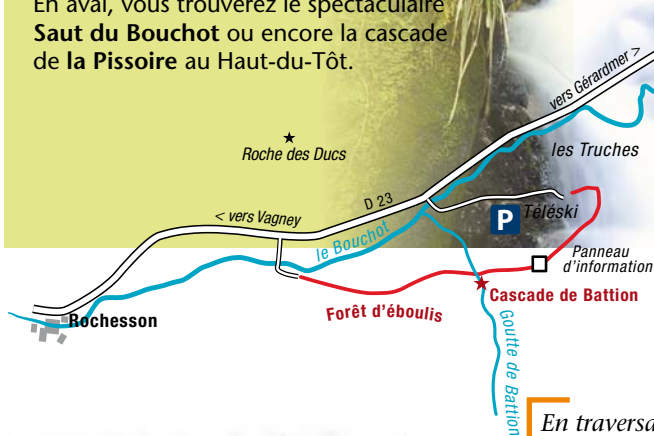 En aval, vous trouverez le spectaculaire
Saut du Bouchot ou encore la cascade
de la Pissoire au Haut-du-Tôt.
vers Gérardmer >
les Truches
Roche des Ducs
D 23
< vers Vagney
P
Téléski
le Bouchot
Panneau
d'information
Cascade de Battion
Forêt d'éboulis
Rochesson
Goutte de Battion
En traversa